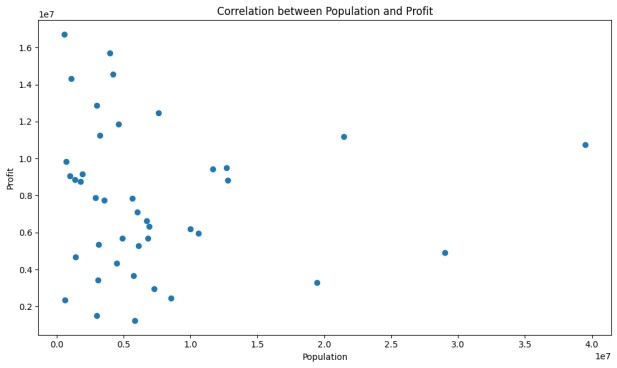 Correlation between Population and Profit
1e7
1.6
1.4
1.2
1.0
0.8
0.6
0.4
0.2
Profit
0.0 0.5 1.0 1.5 2.0 2.5 3.0 3.5 4.0
1e7
Population